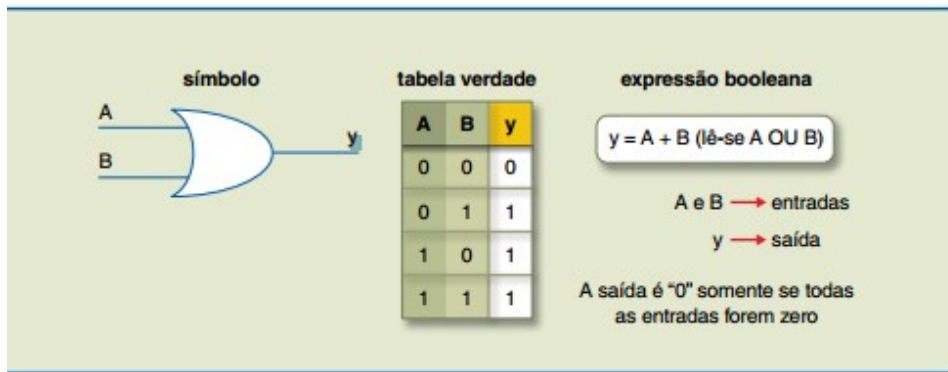 símbolo
A
B
y
tabela verdade
A B y
0 0 0
0 1 1
1 0 1
1 1 1
expressão booleana
y = A + B (lê-se A OU B)
A e B → entradas
y → saída
A saída é “0” somente se todas
as entradas forem zero